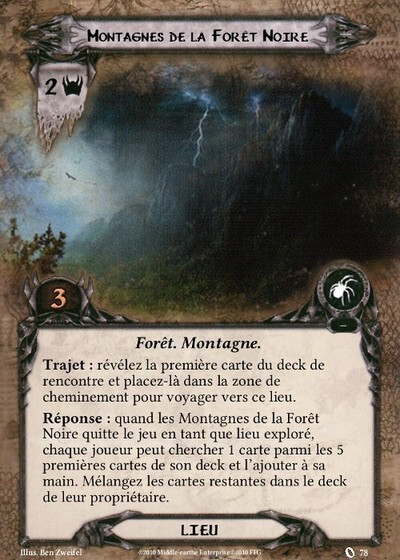 Montagnes de la Forêt Noire
2
3
Forêt. Montagne.
Trajet : révélez la première carte du deck de
rencontre et placez-là dans la zone de
cheminement pour voyager vers ce lieu.
Réponse : quand les Montagnes de la Forêt
Noire quitte le jeu en tant que lieu exploré,
chaque joueur peut chercher 1 carte parmi les 5
premières cartes de son deck et l'ajouter à sa
main. Mélangez les cartes restantes dans le deck
de leur propriétaire.
LIEU
Illus. Ben Zweifel
©2010 Middle-earth Enterprise ©2010 FFG
78